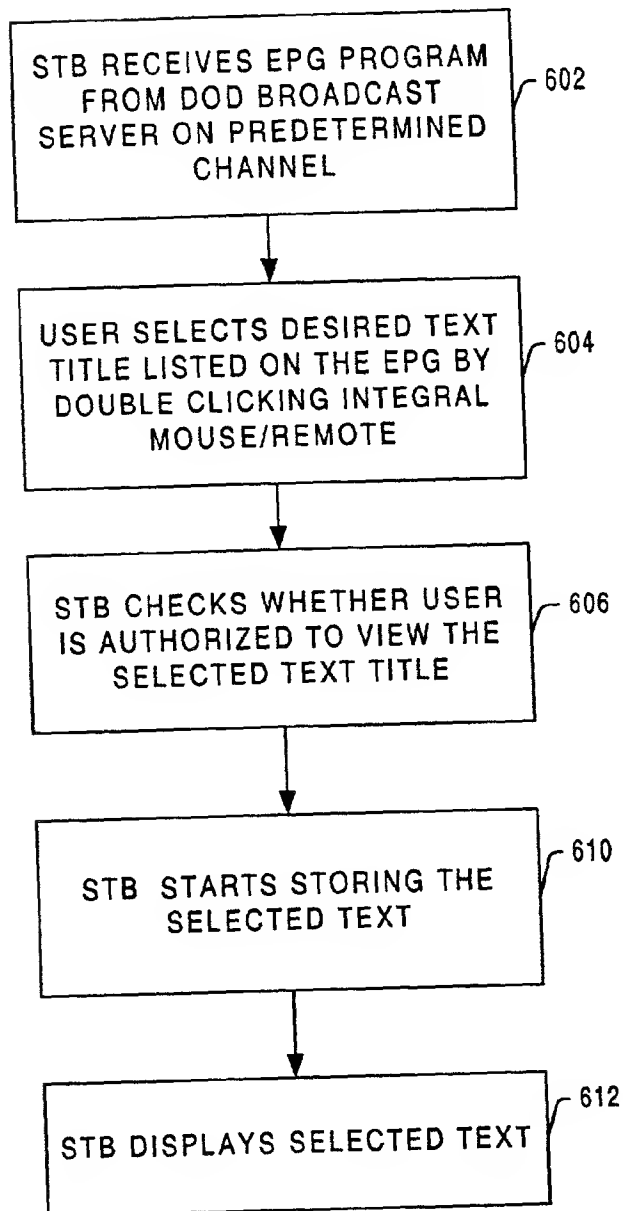 STB RECEIVES EPG PROGRAM
FROM DOD BROADCAST
SERVER ON PREDETERMINED
CHANNEL
602
USER SELECTS DESIRED TEXT
TITLE LISTED ON THE EPG BY
DOUBLE CLICKING INTEGRAL
MOUSE/REMOTE
604
STB CHECKS WHETHER USER
IS AUTHORIZED TO VIEW THE
SELECTED TEXT TITLE
606
STB STARTS STORING THE
SELECTED TEXT
610
STB DISPLAYS SELECTED TEXT
612